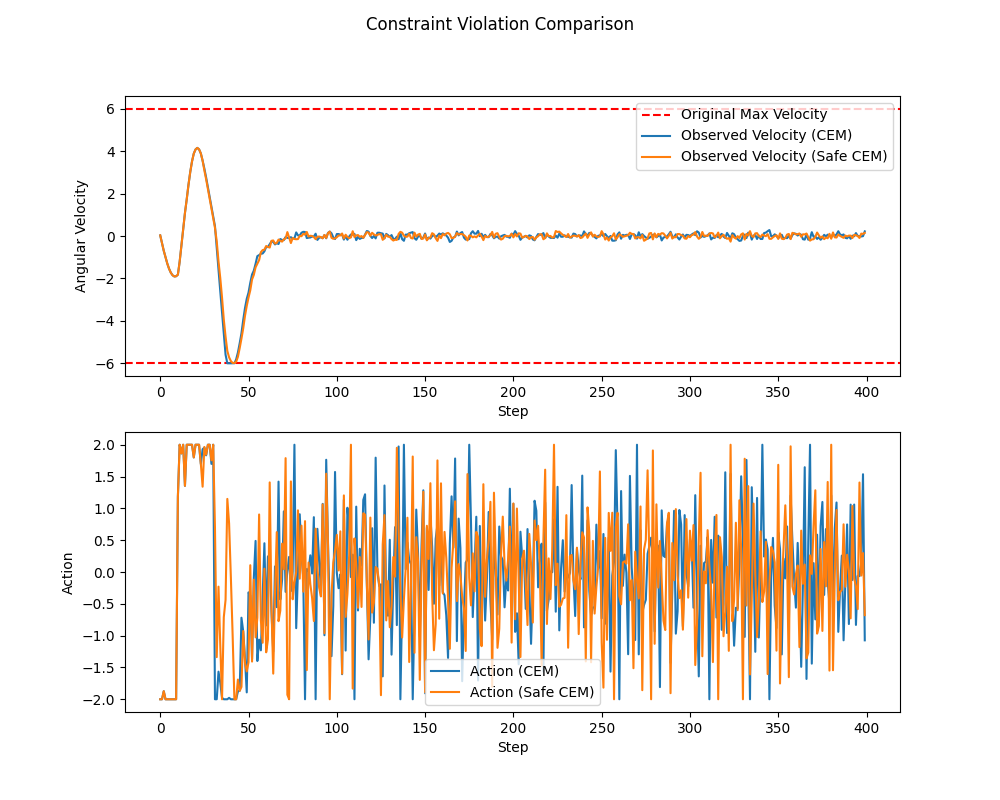 Constraint Violation Comparison
6
4
2
0
−2
−4
−6
Angular Velocity
Original Max Velocity
Observed Velocity (CEM)
Observed Velocity (Safe CEM)
0 50 100 150 200 250 300 350 400
Step
2.0
1.5
1.0
0.5
0.0
−0.5
−1.0
−1.5
−2.0
Action
Action (CEM)
Action (Safe CEM)
0 50 100 150 200 250 300 350 400
Step